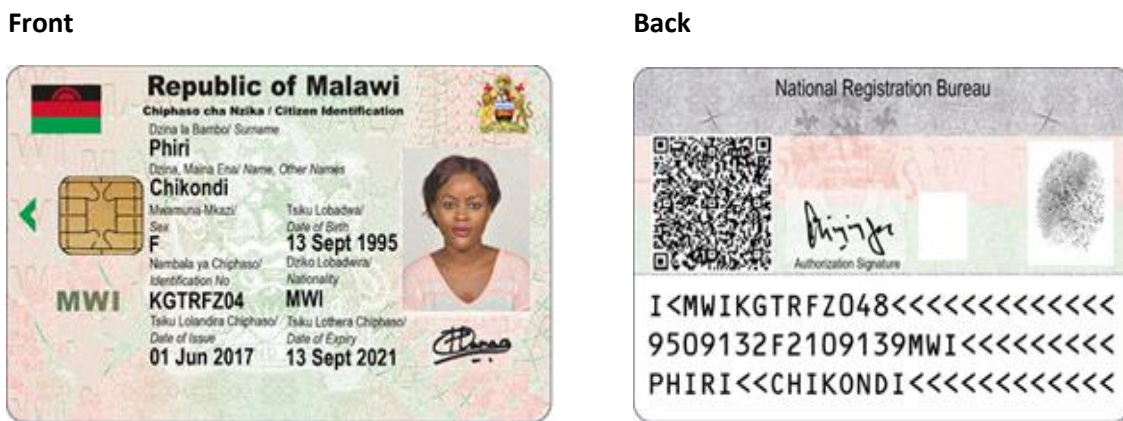 Front
Back
Republic of Malawi
Chiphaso cha Nzika / Citizen Identification
Dzina la Bambo/ Surname
Phiri
Dzina, Maina Ena/ Name, Other Names
Chikondi
Mwamuna-Mkazi/ Tsiku Lobadwa/
Sex Date of Birth
F 13 Sept 1995
Nambala ya Chiphaso/ Dziko Lobadwira/
Identification No Nationality
MWI KGTRFZ04 MWI
Tsiku Lolandira Chiphaso/ Tsiku Lothera Chiphaso/
Date of Issue Date of Expiry
01 Jun 2017 13 Sept 2021
National Registration Bureau
Authorization Signature
I<MWIKGTRFZ048<<<<<<<<<<<<<
9509132F2109139MWI<<<<<<<<<
PHIRI<<CHIKONDI<<<<<<<<<<<<